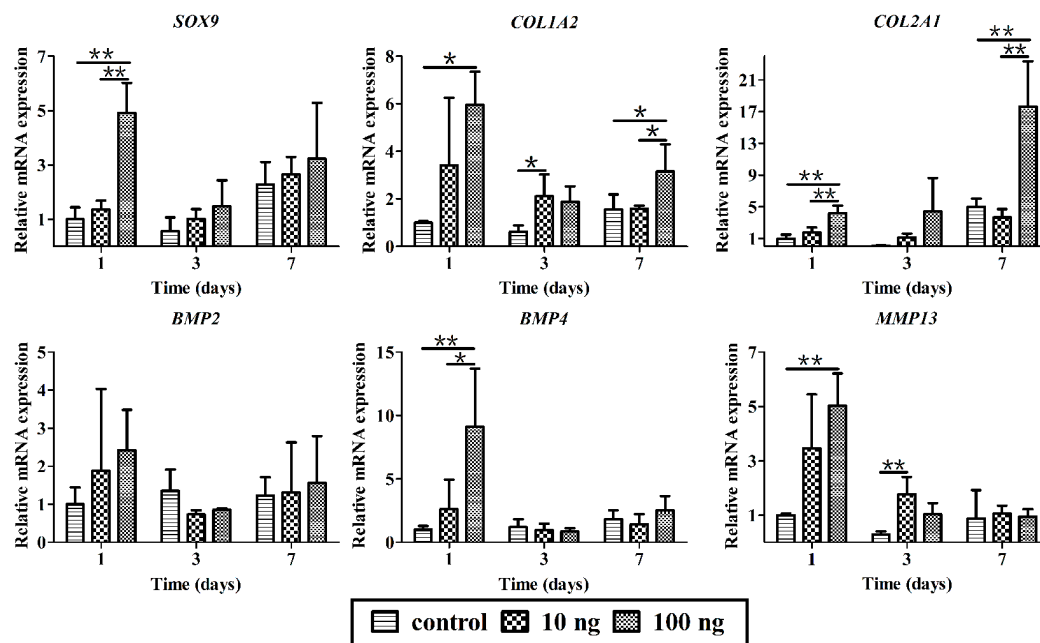 SOX9
Relative mRNA expression
7
5
3
1
** **
1 3 7
Time (days)
COL1A2
Relative mRNA expression
8
6
4
2
0
* * * *
1 3 7
Time (days)
COL2A1
Relative mRNA expression
21
17
13
9
5
1
** ** ** **
1 3 7
Time (days)
BMP2
Relative mRNA expression
5
4
3
2
1
0
1 3 7
Time (days)
BMP4
Relative mRNA expression
15
10
5
0
** *
1 3 7
Time (days)
MMP13
Relative mRNA expression
7
5
3
1
** **
1 3 7
Time (days)
control 10 ng 100 ng